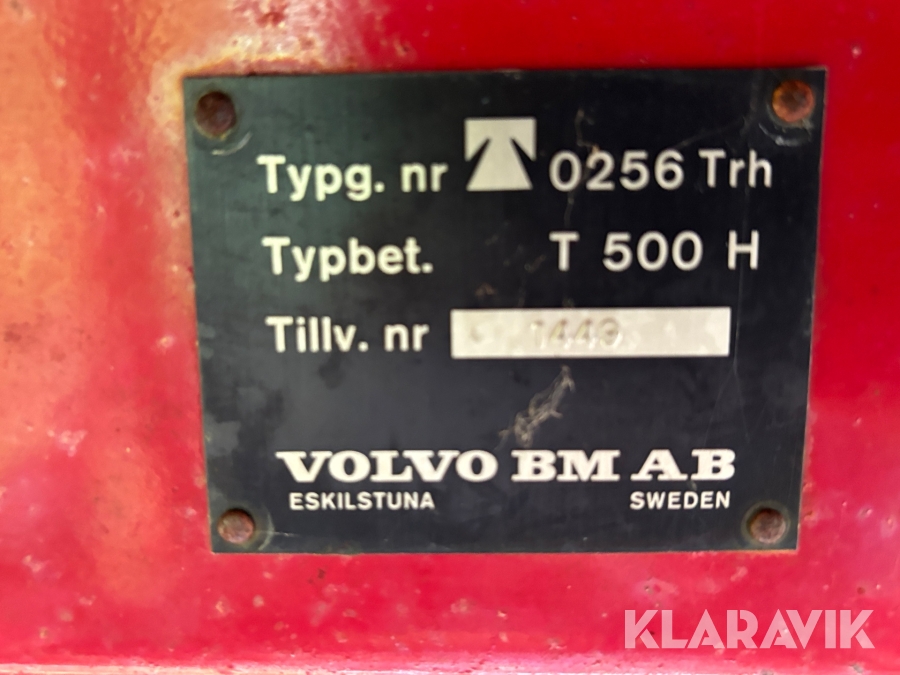 Typg. nr 0256 Trh
Typbet. T 500 H
Tillv. nr 1449
VOLVO BM AB
ESKILSTUNA SWEDEN
KLARAVIK